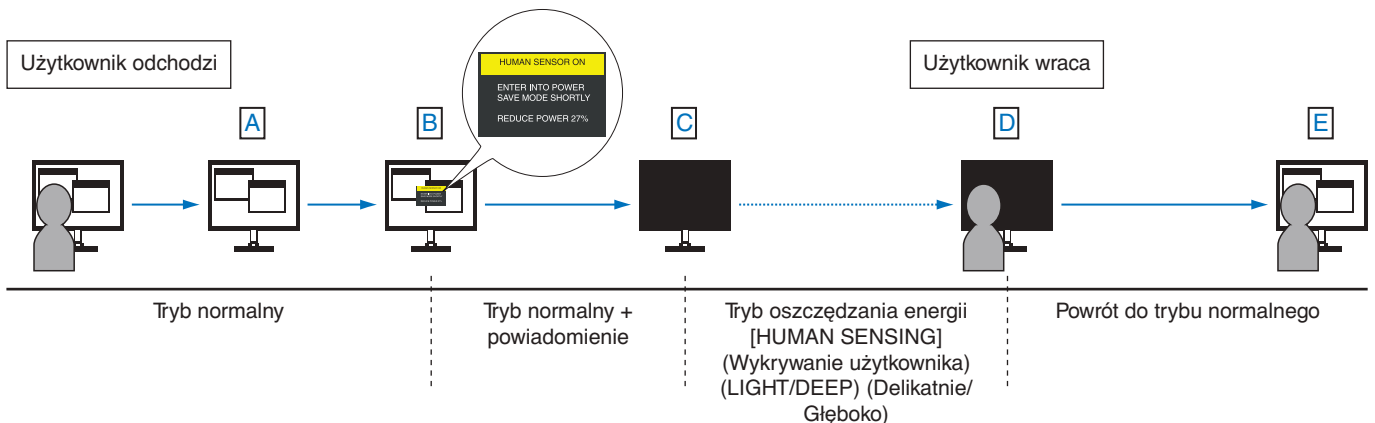 Użytkownik odchodzi
HUMAN SENSOR ON
ENTER INTO POWER
SAVE MODE SHORTLY
REDUCE POWER 27%
Użytkownik wraca
A
B
C
D
E
Tryb normalny
Tryb normalny +
powiadomienie
Tryb oszczędzania energii
[HUMAN SENSING]
(Wykrywanie użytkownika)
(LIGHT/DEEP) (Delikatnie/
Głęboko)
Powrót do trybu normalnego